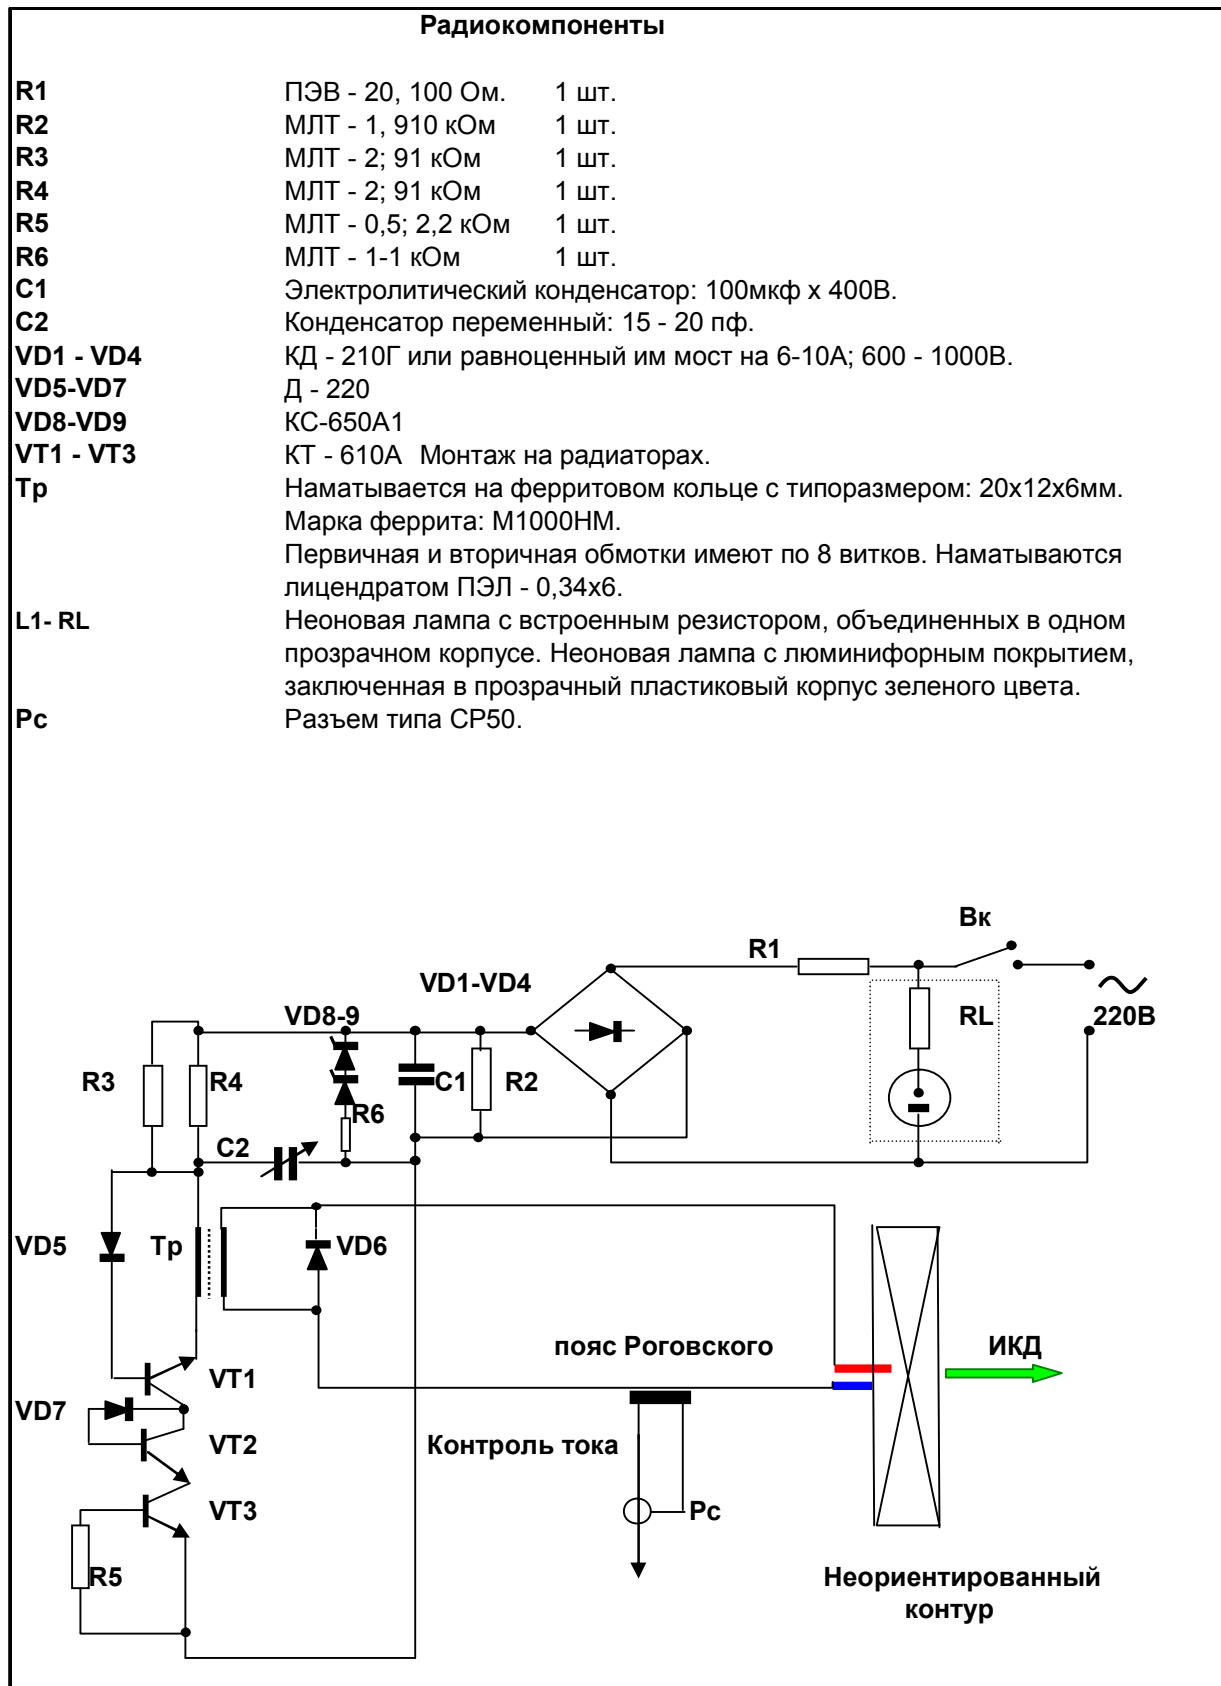 Радиокомпоненты
R1 ПЭВ - 20, 100 Ом. 1 шт.
R2 МЛТ - 1, 910 кОм 1 шт.
R3 МЛТ - 2; 91 кОм 1 шт.
R4 МЛТ - 2; 91 кОм 1 шт.
R5 МЛТ - 0,5; 2,2 кОм 1 шт.
R6 МЛТ - 1-1 кОм 1 шт.
C1 Электролитический конденсатор: 100мкф х 400В.
C2 Конденсатор переменный: 15 - 20 пф.
VD1 - VD4 КД - 210Г или равноценный им мост на 6-10А; 600 - 1000В.
VD5-VD7 Д - 220
VD8-VD9 КС-650А1
VT1 - VT3 КТ - 610А Монтаж на радиаторах.
Тр Наматывается на ферритовом кольце с типоразмером: 20х12х6мм.
Марка феррита: М1000НМ.
Первичная и вторичная обмотки имеют по 8 витков. Наматываются
лицендратом ПЭЛ - 0,34х6.
L1- RL Неоновая лампа с встроенным резистором, объединенных в одном
прозрачном корпусе. Неоновая лампа с люминифорным покрытием,
заключенная в прозрачный пластиковый корпус зеленого цвета.
Рс Разъем типа СР50.
Вк
R1
VD1-VD4
VD8-9
RL
220В
R3
R4
C1
R2
R6
C2
VD5
Тр
VD6
пояс Роговского
ИКД
VT1
VD7
VT2
Контроль тока
VT3
Рс
R5
Неориентированный
контур